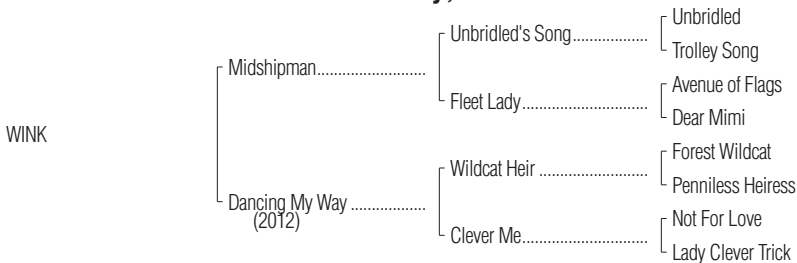 Unbridled
Unbridled's Song.................
Trolley Song
Midshipman..........................
Avenue of Flags
Fleet Lady..............................
Dear Mimi
WINK
Forest Wildcat
Wildcat Heir ..........................
Penniless Heiress
Dancing My Way ..................
(2012)
Not For Love
Clever Me..............................
Lady Clever Trick